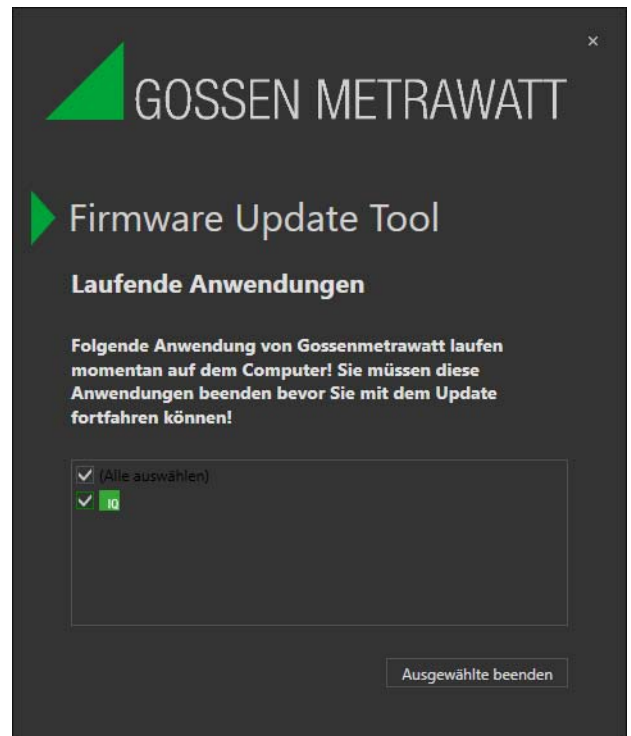 ×
GOSSEN METRAWATT
Firmware Update Tool
Laufende Anwendungen
Folgende Anwendung von Gossenmetrawatt laufen
momentan auf dem Computer! Sie müssen diese
Anwendungen beenden bevor Sie mit dem Update
fortfahren können!
(Alle auswählen)
IQ
Ausgewählte beenden